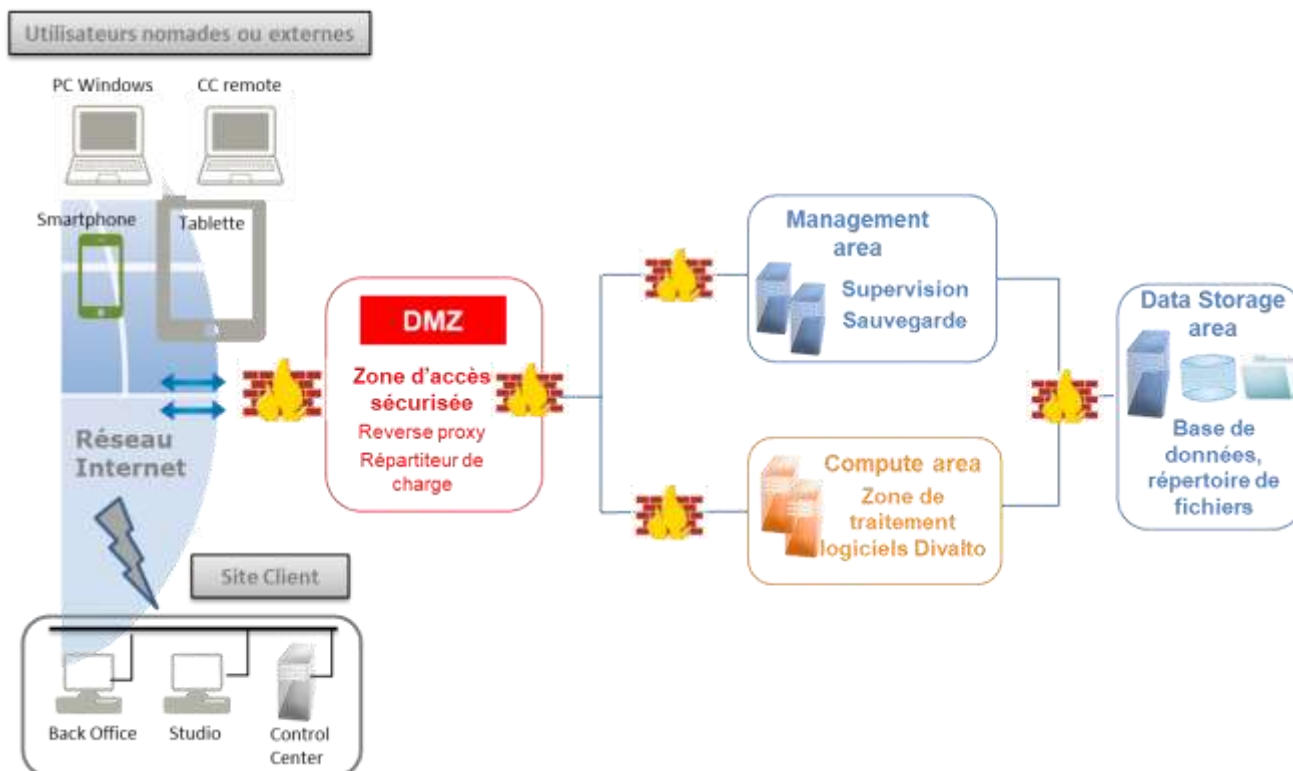 Utilisateurs nomades ou externes
PC Windows
CC remote
Smartphone
Tablette
Réseau
Internet
Site Client
Back Office
Studio
Control
Center
DMZ
Zone d'accès
sécurisée
Reverse proxy
Répartiteur de
charge
Management
area
Supervision
Sauvegarde
Compute area
Zone de
traitement
logiciels Divalto
Data Storage
area
Base de
données,
répertoire de
fichiers